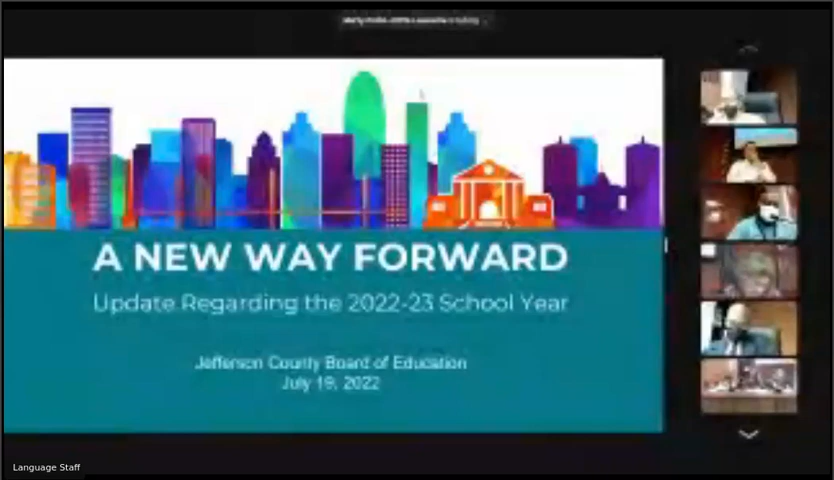 A NEW WAY FORWARD
Update Regarding the 2022-23 School Year
Jefferson County Board of Education
July 19, 2022
Language Staff